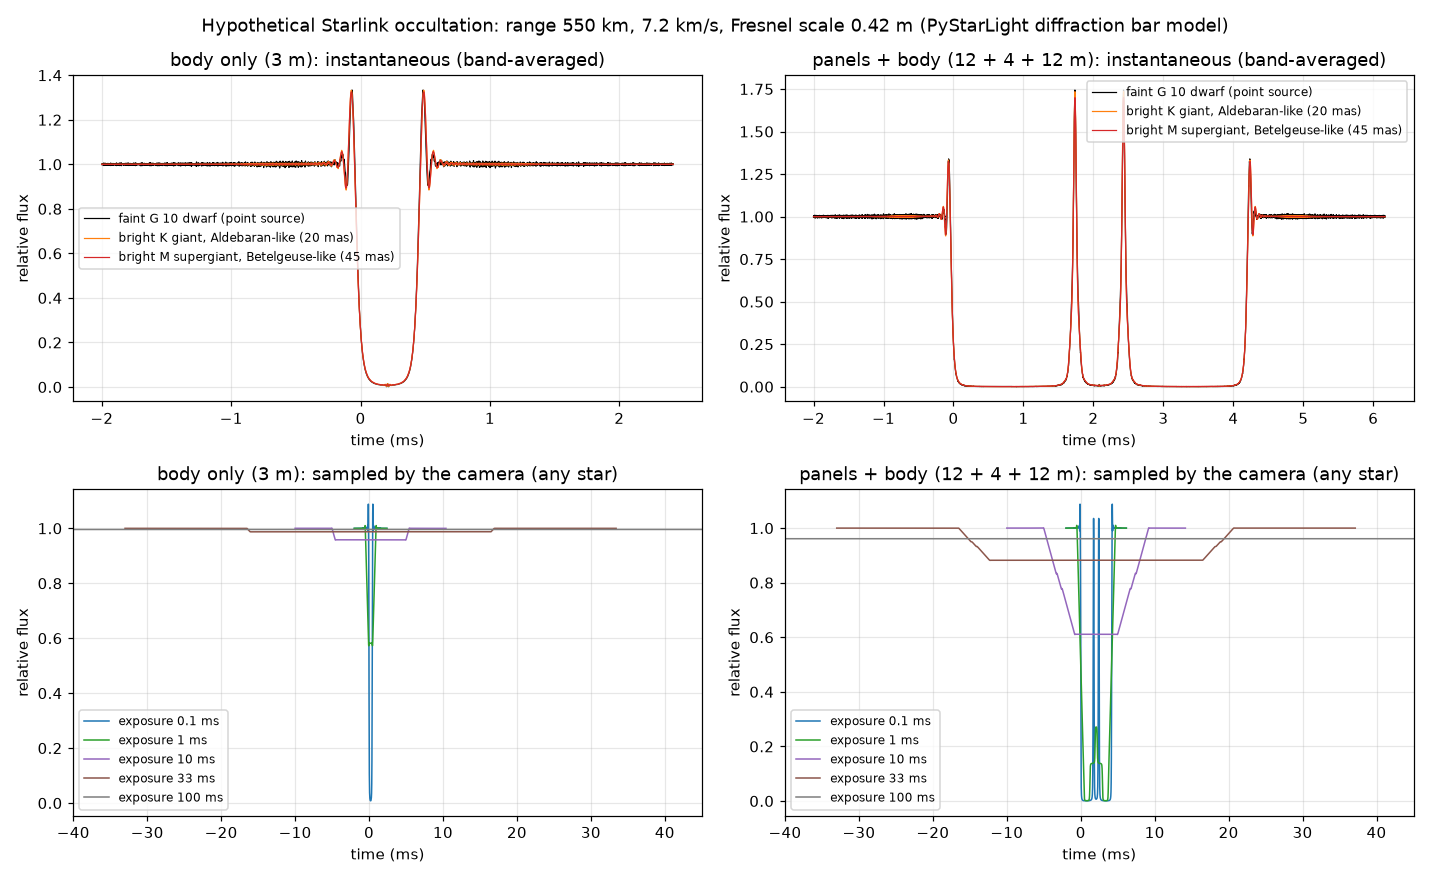 Hypothetical Starlink occultation: range 550 km, 7.2 km/s, Fresnel scale 0.42 m (PyStarLight diffraction bar model)
body only (3 m): instantaneous (band-averaged)
relative flux
1.4
1.2
1.0
0.8
0.6
0.4
0.2
0.0
faint G 10 dwarf (point source)
bright K giant, Aldebaran-like (20 mas)
bright M supergiant, Betelgeuse-like (45 mas)
−2 −1 0 1 2
time (ms)
panels + body (12 + 4 + 12 m): instantaneous (band-averaged)
relative flux
1.75
1.50
1.25
1.00
0.75
0.50
0.25
0.00
faint G 10 dwarf (point source)
bright K giant, Aldebaran-like (20 mas)
bright M supergiant, Betelgeuse-like (45 mas)
−2 −1 0 1 2 3 4 5 6
time (ms)
body only (3 m): sampled by the camera (any star)
relative flux
1.0
0.8
0.6
0.4
0.2
0.0
exposure 0.1 ms
exposure 1 ms
exposure 10 ms
exposure 33 ms
exposure 100 ms
−40 −30 −20 −10 0 10 20 30 40
time (ms)
panels + body (12 + 4 + 12 m): sampled by the camera (any star)
relative flux
1.0
0.8
0.6
0.4
0.2
0.0
exposure 0.1 ms
exposure 1 ms
exposure 10 ms
exposure 33 ms
exposure 100 ms
−40 −30 −20 −10 0 10 20 30 40
time (ms)